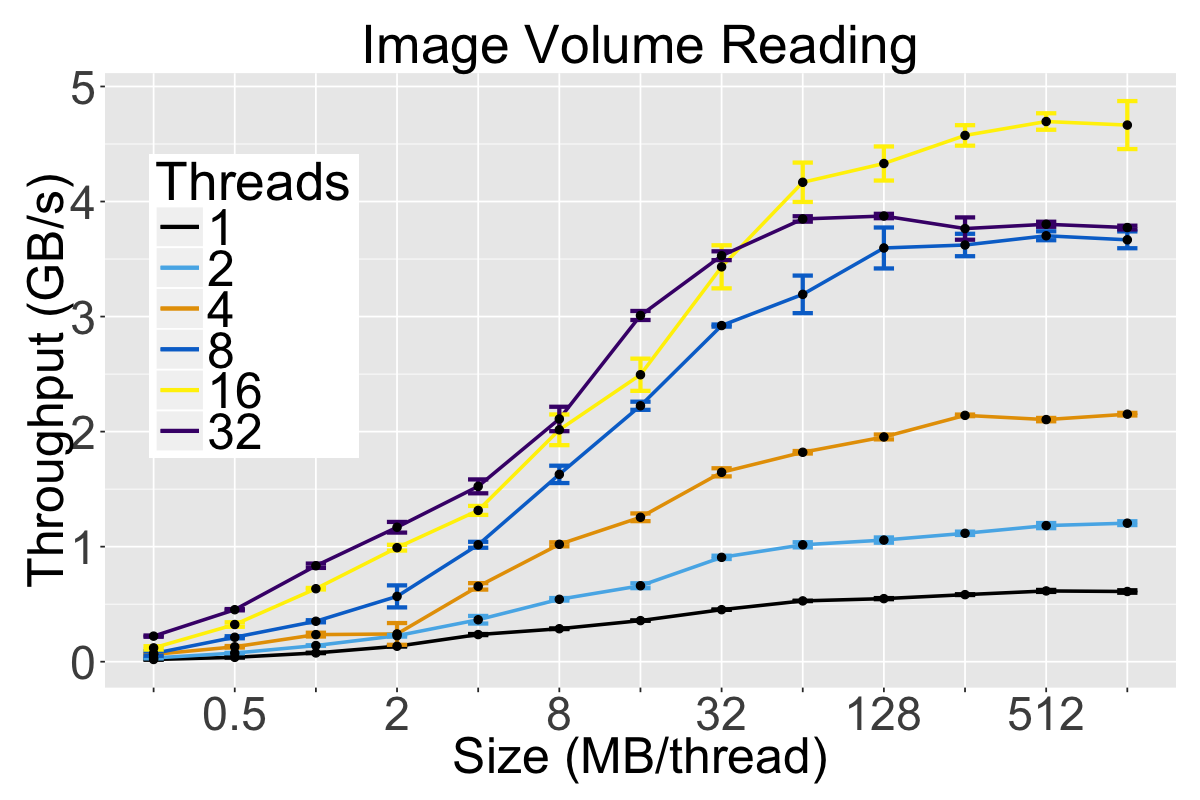 Image Volume Reading
Throughput (GB/s)
5
4
3
2
1
0
Threads
1
2
4
8
16
32
0.5 2 8 32 128 512
Size (MB/thread)